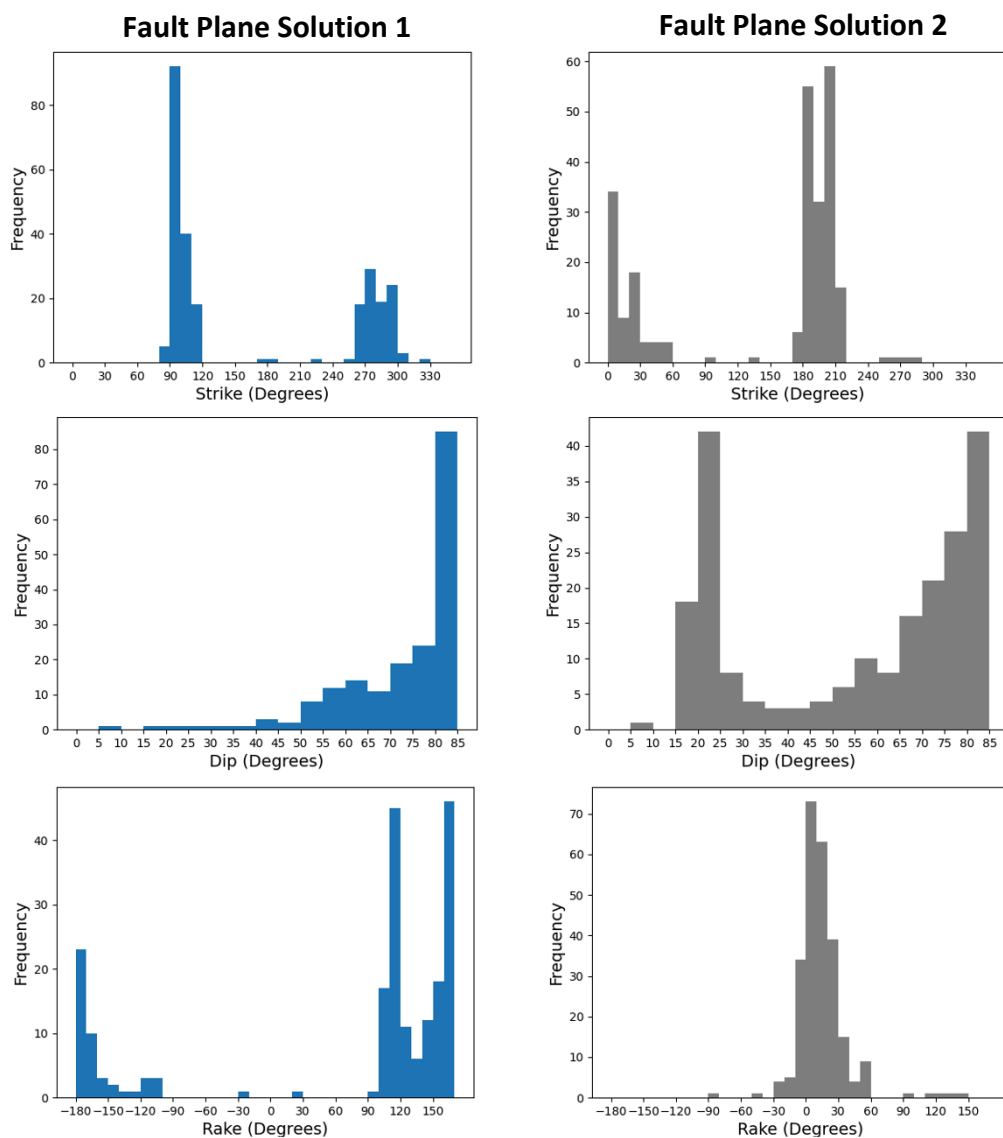 Fault Plane Solution 1
Fault Plane Solution 2
80
60
40
20
0
Frequency
0 30 60 90 120 150 180 210 240 270 300 330
Strike (Degrees)
60
50
40
30
20
10
0
Frequency
0 30 60 90 120 150 180 210 240 270 300 330
Strike (Degrees)
80
70
60
50
40
30
20
10
0
Frequency
0 5 10 15 20 25 30 35 40 45 50 55 60 65 70 75 80 85
Dip (Degrees)
40
35
30
25
20
15
10
5
0
Frequency
0 5 10 15 20 25 30 35 40 45 50 55 60 65 70 75 80 85
Dip (Degrees)
40
30
20
10
0
Frequency
−180 −150 −120 −90 −60 −30 0 30 60 90 120 150
Rake (Degrees)
70
60
50
40
30
20
10
0
Frequency
−180 −150 −120 −90 −60 −30 0 30 60 90 120 150
Rake (Degrees)